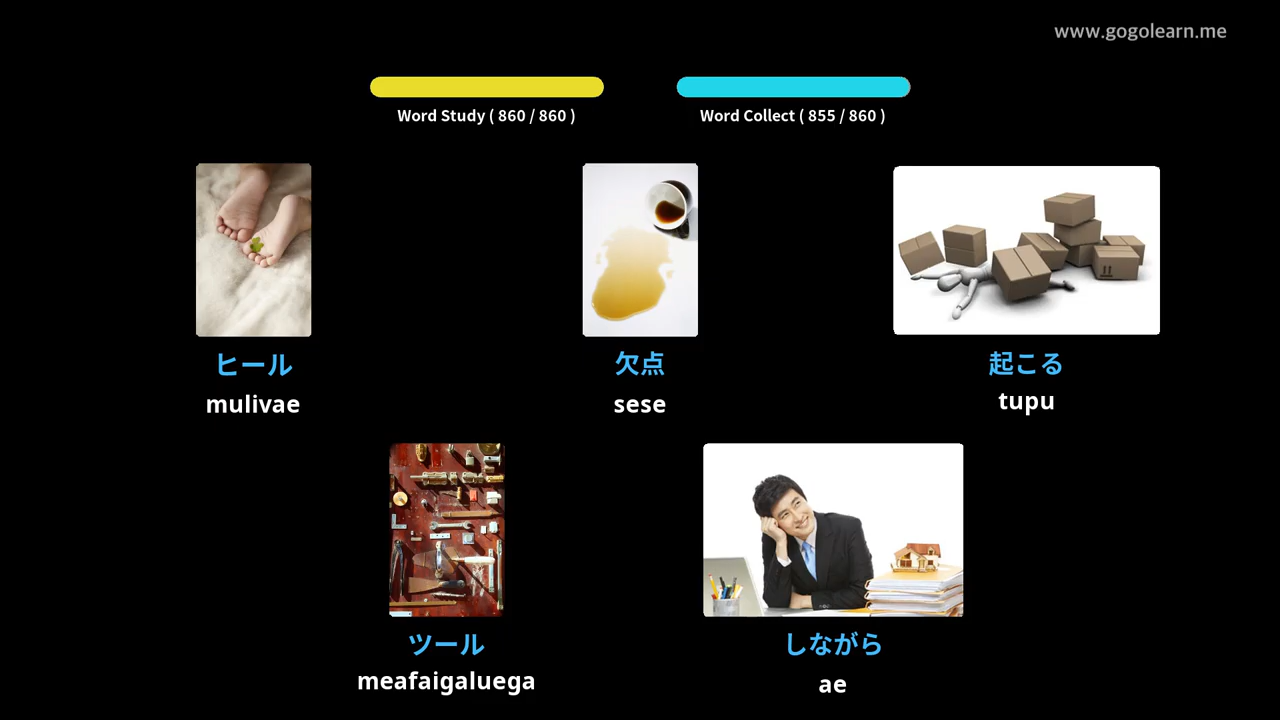 www.gogolearn.me
Word Study ( 860 / 860 )
Word Collect ( 855 / 860 )
ヒール
mulivae
欠点
sese
起こる
tupu
ツール
meafaigaluega
しながら
ae